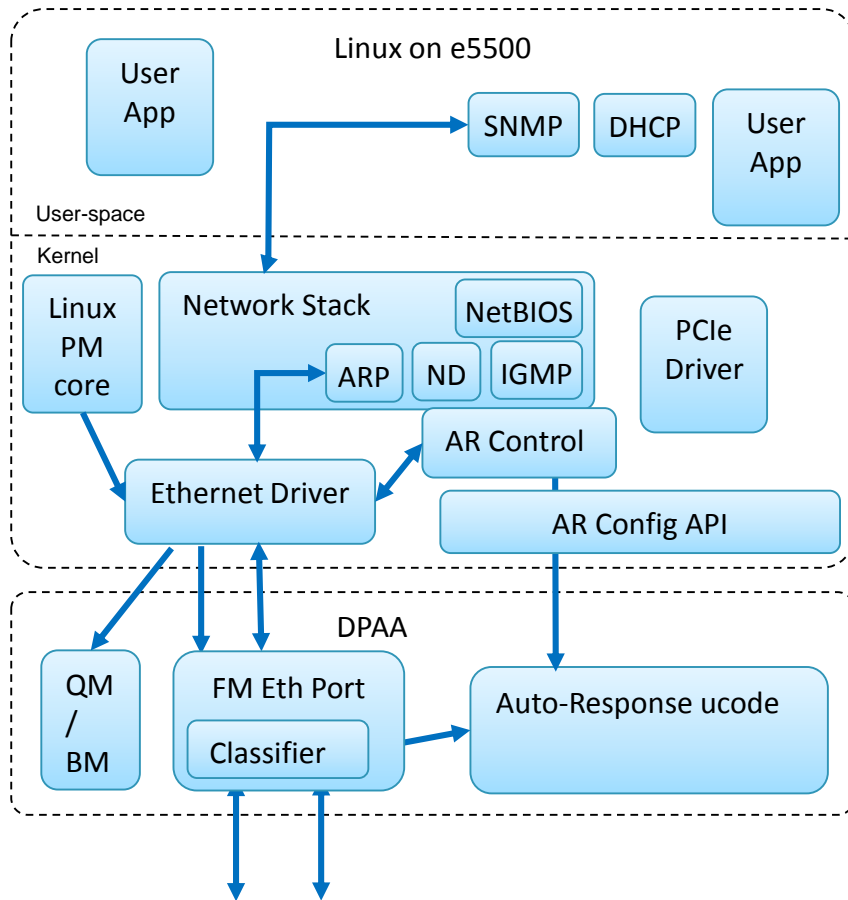 Linux on e5500
User
App
SNMP
DHCP
User
App
User-space
Kernel
Linux
PM
core
Network Stack
NetBIOS
ARP
ND
IGMP
PCIe
Driver
AR Control
Ethernet Driver
AR Config API
DPAA
QM
/
BM
FM Eth Port
Classifier
Auto-Response ucode